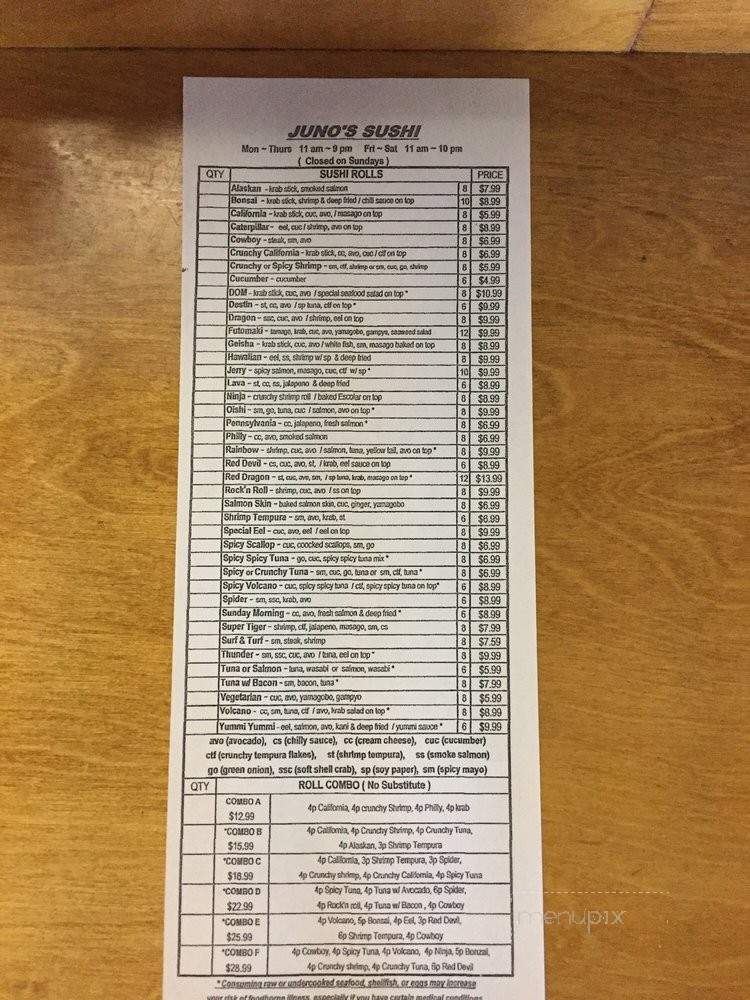 JUNO'S SUSHI
Mon ~ Thurs 11 am ~ 9 pm Fri ~ Sat 11 am ~ 10 pm
( Closed on Sundays )
QTY SUSHI ROLLS PRICE
Alaskan - krab stick, smoked salmon 8 $7.99
Bonsai - krab stick, shrimp & deep fried / chili sauce on top 10 $8.99
California - krab stick, cuc, avo, / masago on top 8 $5.99
Caterpillar - eel, cuc / shrimp, avo on top 8 $8.99
Cowboy - steak, sm, avo 8 $6.99
Crunchy California - krab stick, cc, avo, cuc / ctf on top 8 $6.99
Crunchy or Spicy Shrimp - sm, ctf, shrimp or sm, cuc, go, shrimp 8 $5.99
Cucumber - cucumber 6 $4.99
DOM - krab stick, cuc, avo / special seafood salad on top * 8 $10.99
Destin - st, cc, avo / sp tuna, ctf on top * 6 $9.99
Dragon - ssc, cuc, avo / shrimp, eel on top 8 $9.99
Futomaki - tamago, krab, cuc, avo, yamagobo, gampyo, seaweed salad 12 $9.99
Geisha - krab stick, cuc, avo / white fish, sm, masago baked on top 8 $8.99
Hawaiian - eel, ss, shrimp w/ sp & deep fried 8 $9.99
Jerry - spicy salmon, masago, cuc, ctf w/ sp * 10 $9.99
Lava - st, cc, ss, jalapeno & deep fried 6 $8.99
Ninja - crunchy shrimp roll / baked Escolar on top 8 $8.99
Oishi - sm, go, tuna, cuc / salmon, avo on top * 8 $9.99
Pennsylvania - cc, jalapeno, fresh salmon * 8 $6.99
Philly - cc, avo, smoked salmon 8 $6.99
Rainbow - shrimp, cuc, avo / salmon, tuna, yellow tail, avo on top * 8 $9.99
Red Devil - cs, cuc, avo, st, / krab, eel sauce on top 6 $8.99
Red Dragon - st, cuc, avo, sm, / sp tuna, krab, masago on top * 12 $13.99
Rock'n Roll - shrimp, cuc, avo / ss on top 8 $9.99
Salmon Skin - baked salmon skin, cuc, ginger, yamagobo 8 $6.99
Shrimp Tempura - sm, avo, krab, st 6 $6.99
Special Eel - cuc, avo, eel / eel on top 8 $9.99
Spicy Scallop - cuc, coocked scallops, sm, go 8 $6.99
Spicy Spicy Tuna - go, cuc, spicy spicy tuna mix * 8 $6.99
Spicy or Crunchy Tuna - sm, cuc, go, tuna or sm, ctf, tuna * 8 $6.99
Spicy Volcano - cuc, spicy spicy tuna / ctf, spicy spicy tuna on top* 6 $8.99
Spider - sm, ssc, krab, avo 6 $8.99
Sunday Morning - cc, avo, fresh salmon & deep fried * 6 $8.99
Super Tiger - shrimp, ctf, jalapeno, masago, sm, cs 8 $7.99
Surf & Turf - sm, steak, shrimp 8 $7.59
Thunder - sm, ssc, cuc, avo / tuna, eel on top * 8 $9.99
Tuna or Salmon - tuna, wasabi or salmon, wasabi * 6 $5.99
Tuna w/ Bacon - sm, bacon, tuna * 8 $7.99
Vegetarian - cuc, avo, yamagobo, gampyo 8 $5.99
Volcano - cc, sm, tuna, ctf / avo, krab salad on top * 8 $8.99
Yummi Yummi - eel, salmon, avo, kani & deep fried / yummi sauce * 6 $9.99
avo (avocado), cs (chilly sauce), cc (cream cheese), cuc (cucumber)
ctf (crunchy tempura flakes), st (shrimp tempura), ss (smoke salmon)
go (green onion), ssc (soft shell crab), sp (soy paper), sm (spicy mayo)
QTY ROLL COMBO ( No Substitute )
COMBO A
$12.99
4p California, 4p crunchy Shrimp, 4p Philly, 4p krab
*COMBO B
$15.99
4p California, 4p Crunchy Shrimp, 4p Crunchy Tuna,
4p Alaskan, 3p Shrimp Tempura
*COMBO C
$18.99
4p California, 3p Shrimp Tempura, 3p Spider,
4p Crunchy shrimp, 4p Crunchy California, 4p Spicy Tuna
*COMBO D
$22.99
4p Spicy Tuna, 4p Tuna w/ Avocado, 6p Spider,
4p Rock'n roll, 4p Tuna w/ Bacon , 4p Cowboy
*COMBO E
$25.99
4p Volcano, 5p Bonsai, 4p Eel, 3p Red Devil,
6p Shrimp Tempura, 4p Cowboy
*COMBO F
$28.99
4p Cowboy, 4p Spicy Tuna, 4p Volcano, 4p Ninja, 5p Bonzai,
4p Crunchy shrimp, 4p Crunchy Tuna, 6p Red Devil
* Consuming raw or undercooked seafood, shellfish, or eggs may increase
your risk of foodborne illness, especially if you have certain medical conditions
menupix